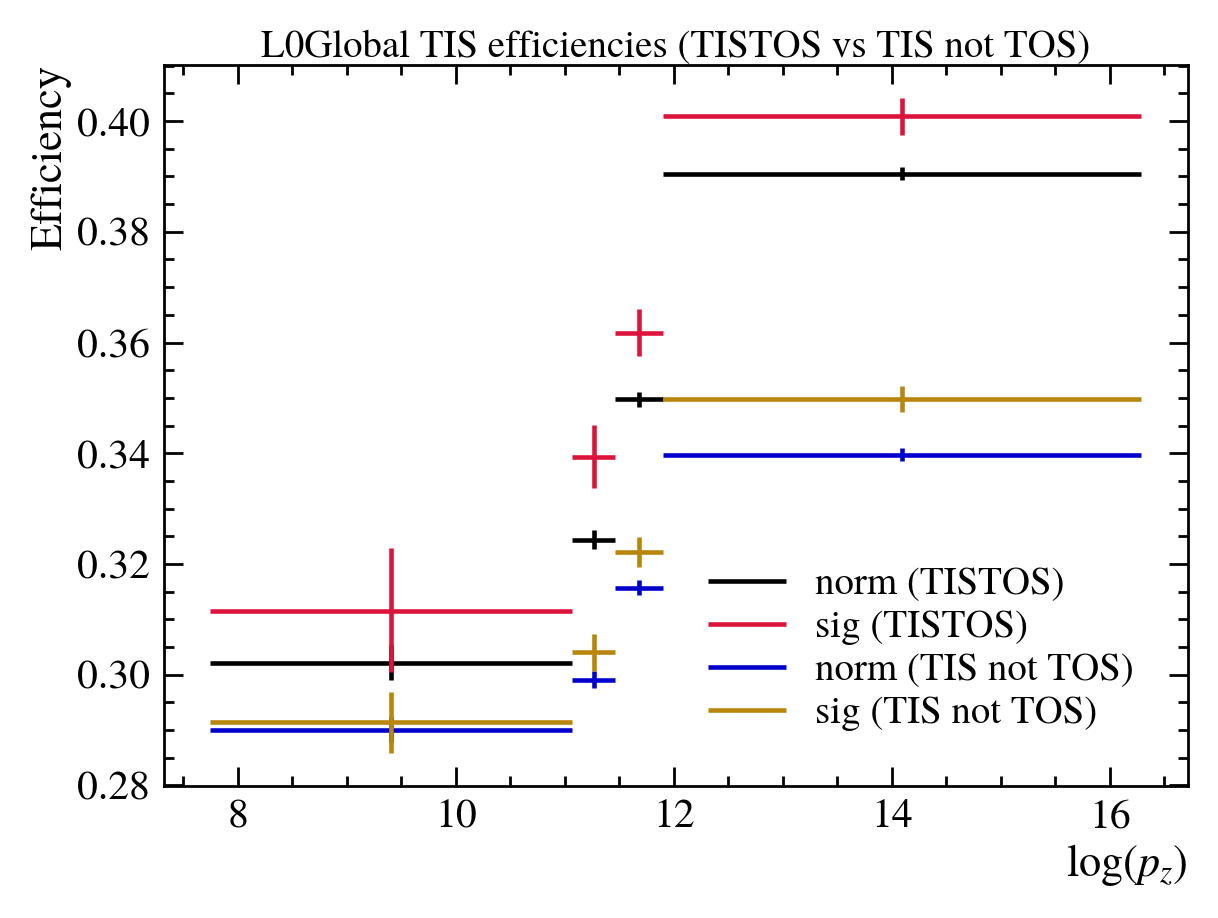 L0Global TIS efficiencies (TISTOS vs TIS not TOS)
Efficiency
0.40
0.38
0.36
0.34
0.32
0.30
0.28
norm (TISTOS)
sig (TISTOS)
norm (TIS not TOS)
sig (TIS not TOS)
8 10 12 14 16
log(p_z)